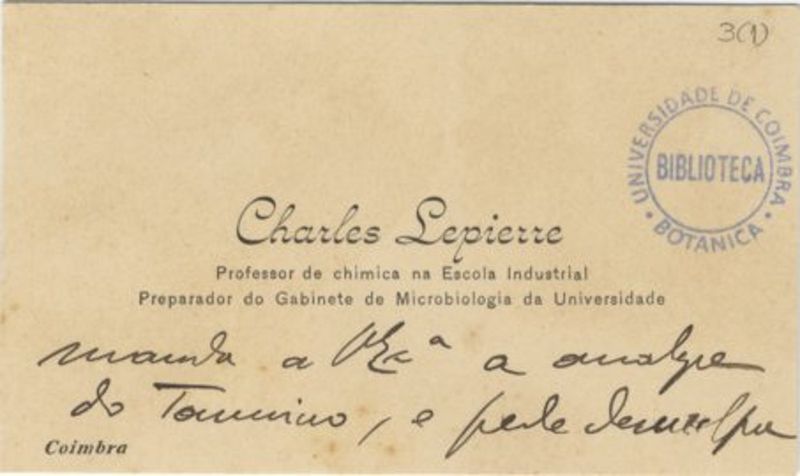 3(1)
UNIVERSIDADE DE COIMBRA
BIBLIOTECA
BOTANICA
Charles Lepierre
Professor de chimica na Escola Industrial
Preparador do Gabinete de Microbiologia da Universidade
manda a V Exª a analyse
do Tannino, e pede desculpa
Coimbra